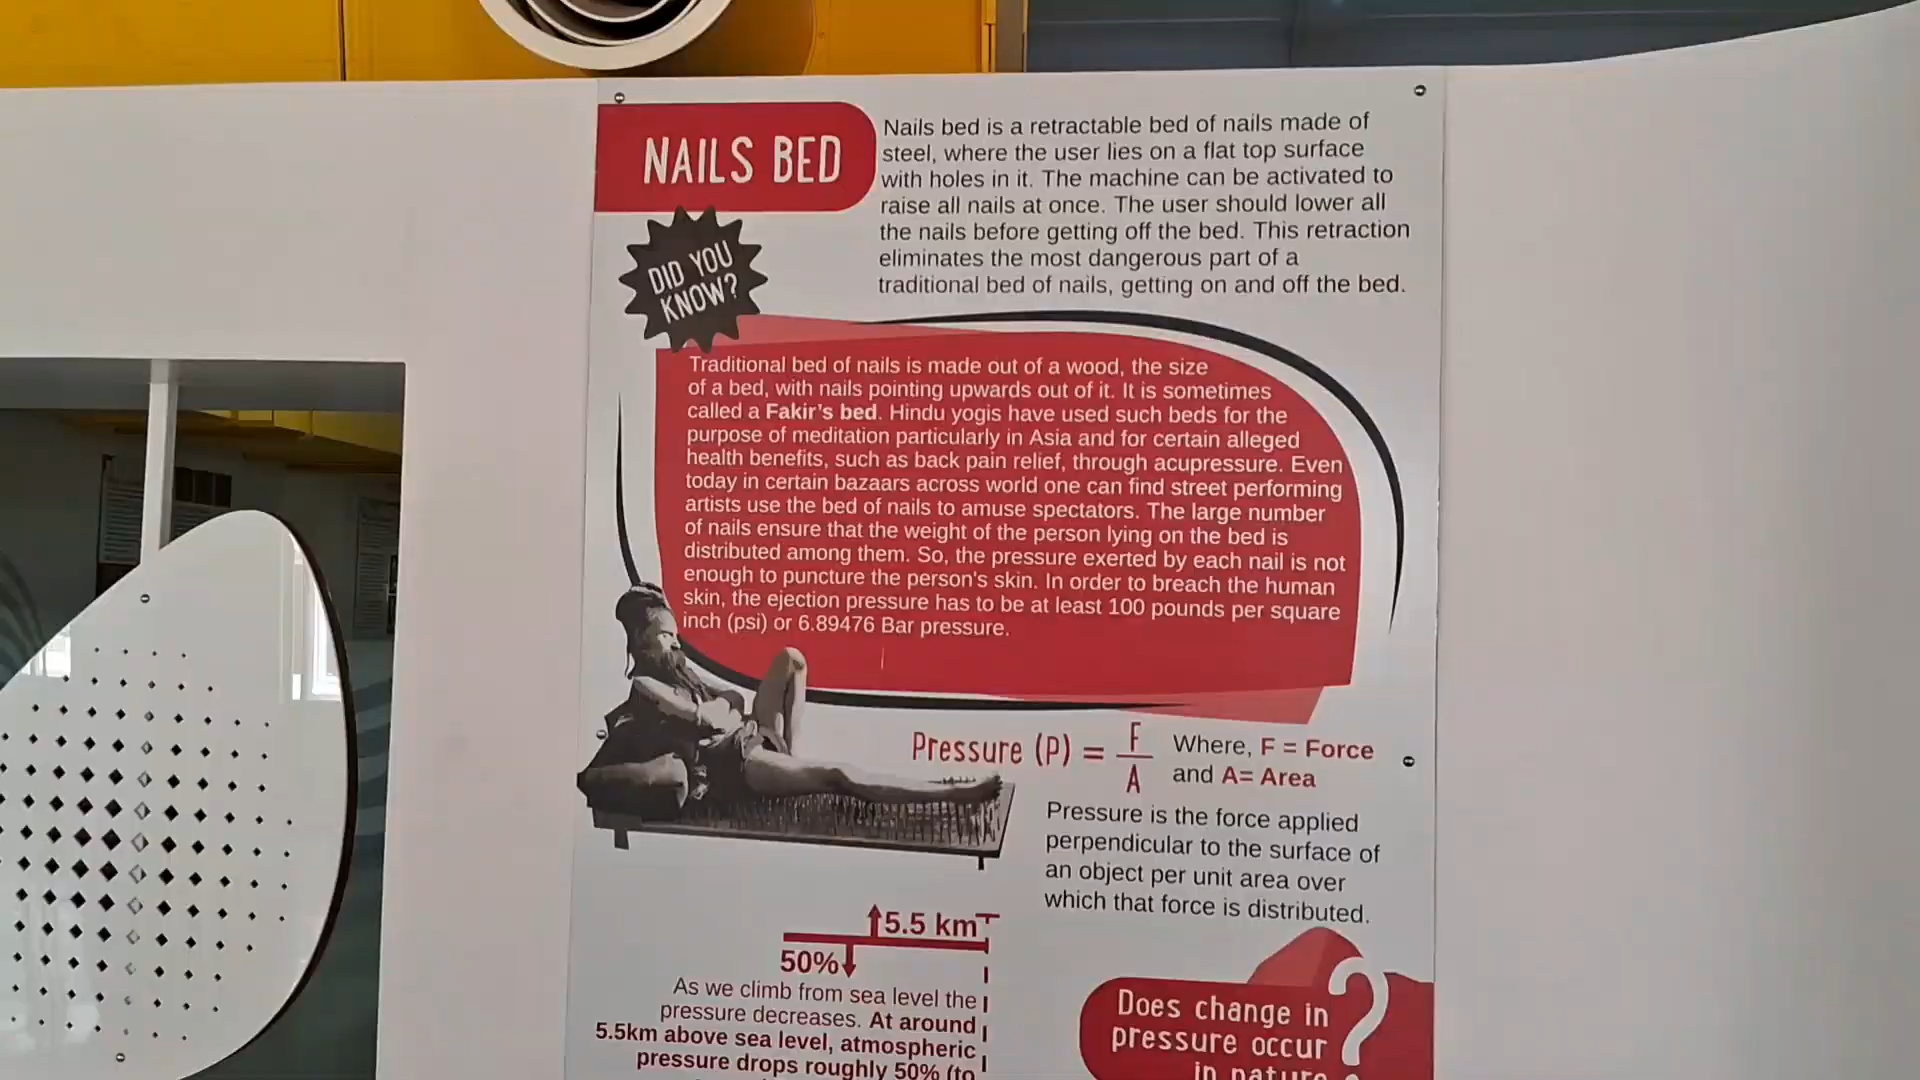 NAILS BED
Nails bed is a retractable bed of nails made of
steel, where the user lies on a flat top surface
with holes in it. The machine can be activated to
raise all nails at once. The user should lower all
the nails before getting off the bed. This retraction
eliminates the most dangerous part of a
traditional bed of nails, getting on and off the bed.
DID YOU
KNOW?
Traditional bed of nails is made out of a wood, the size
of a bed, with nails pointing upwards out of it. It is sometimes
called a Fakir's bed. Hindu yogis have used such beds for the
purpose of meditation particularly in Asia and for certain alleged
health benefits, such as back pain relief, through acupressure. Even
today in certain bazaars across world one can find street performing
artists use the bed of nails to amuse spectators. The large number
of nails ensure that the weight of the person lying on the bed is
distributed among them. So, the pressure exerted by each nail is not
enough to puncture the person's skin. In order to breach the human
skin, the ejection pressure has to be at least 100 pounds per square
inch (psi) or 6.89476 Bar pressure.
Pressure (P) = F/A
Where, F = Force
and A= Area
Pressure is the force applied
perpendicular to the surface of
an object per unit area over
which that force is distributed.
5.5 km
50%
As we climb from sea level the
pressure decreases. At around
5.5km above sea level, atmospheric
pressure drops roughly 50% (to
Does change in
pressure occur
in nature
?